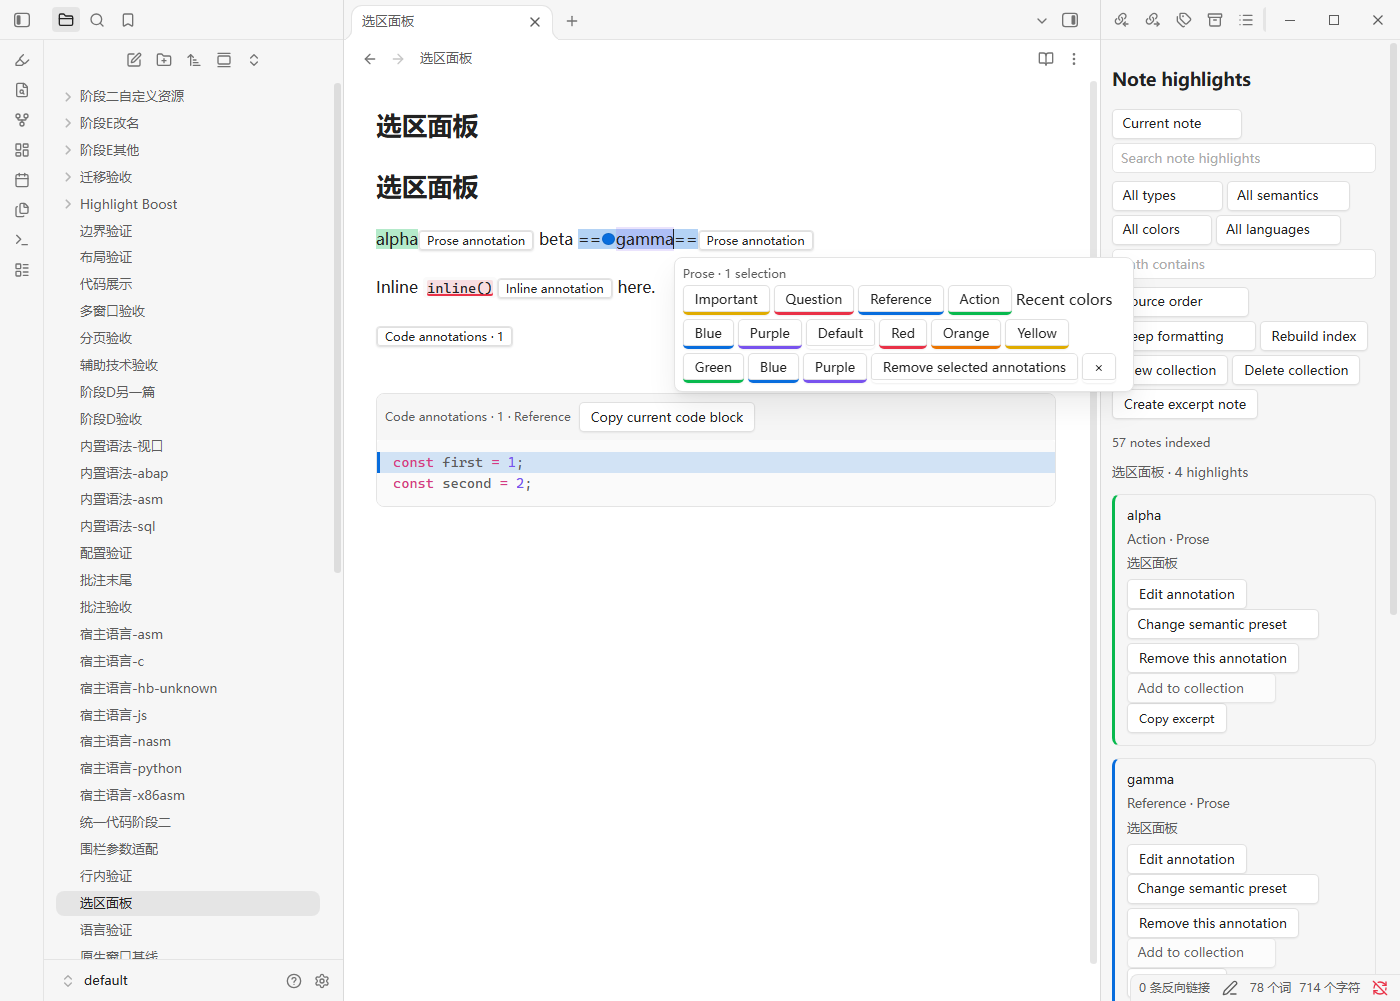 选区面板
选区面板
阶段二自定义资源
阶段E改名
阶段E其他
迁移验收
Highlight Boost
边界验证
布局验证
代码展示
多窗口验收
分页验收
辅助技术验收
阶段D另一篇
阶段D验收
内置语法-视口
内置语法-abap
内置语法-asm
内置语法-sql
配置验证
批注末尾
批注验收
宿主语言-asm
宿主语言-c
宿主语言-hb-unknown
宿主语言-js
宿主语言-nasm
宿主语言-python
宿主语言-x86asm
统一代码阶段二
围栏参数适配
行内验证
选区面板
语言验证
原生窗口基线
default
选区面板
选区面板
alpha Prose annotation beta ==gamma== Prose annotation
Inline inline() Inline annotation here.
Code annotations · 1
Prose · 1 selection
Important Question Reference Action Recent colors
Blue Purple Default Red Orange Yellow
Green Blue Purple Remove selected annotations ×
Code annotations · 1 · Reference Copy current code block
const first = 1;
const second = 2;
Note highlights
Current note
Search note highlights
All types All semantics
All colors All languages
contains
order
formatting Rebuild index
collection Delete collection
Create excerpt note
57 notes indexed
选区面板 · 4 highlights
alpha
Action · Prose
选区面板
Edit annotation
Change semantic preset
Remove this annotation
Add to collection
Copy excerpt
gamma
Reference · Prose
选区面板
Edit annotation
Change semantic preset
Remove this annotation
Add to collection
0 条反向链接 78 个词 714 个字符